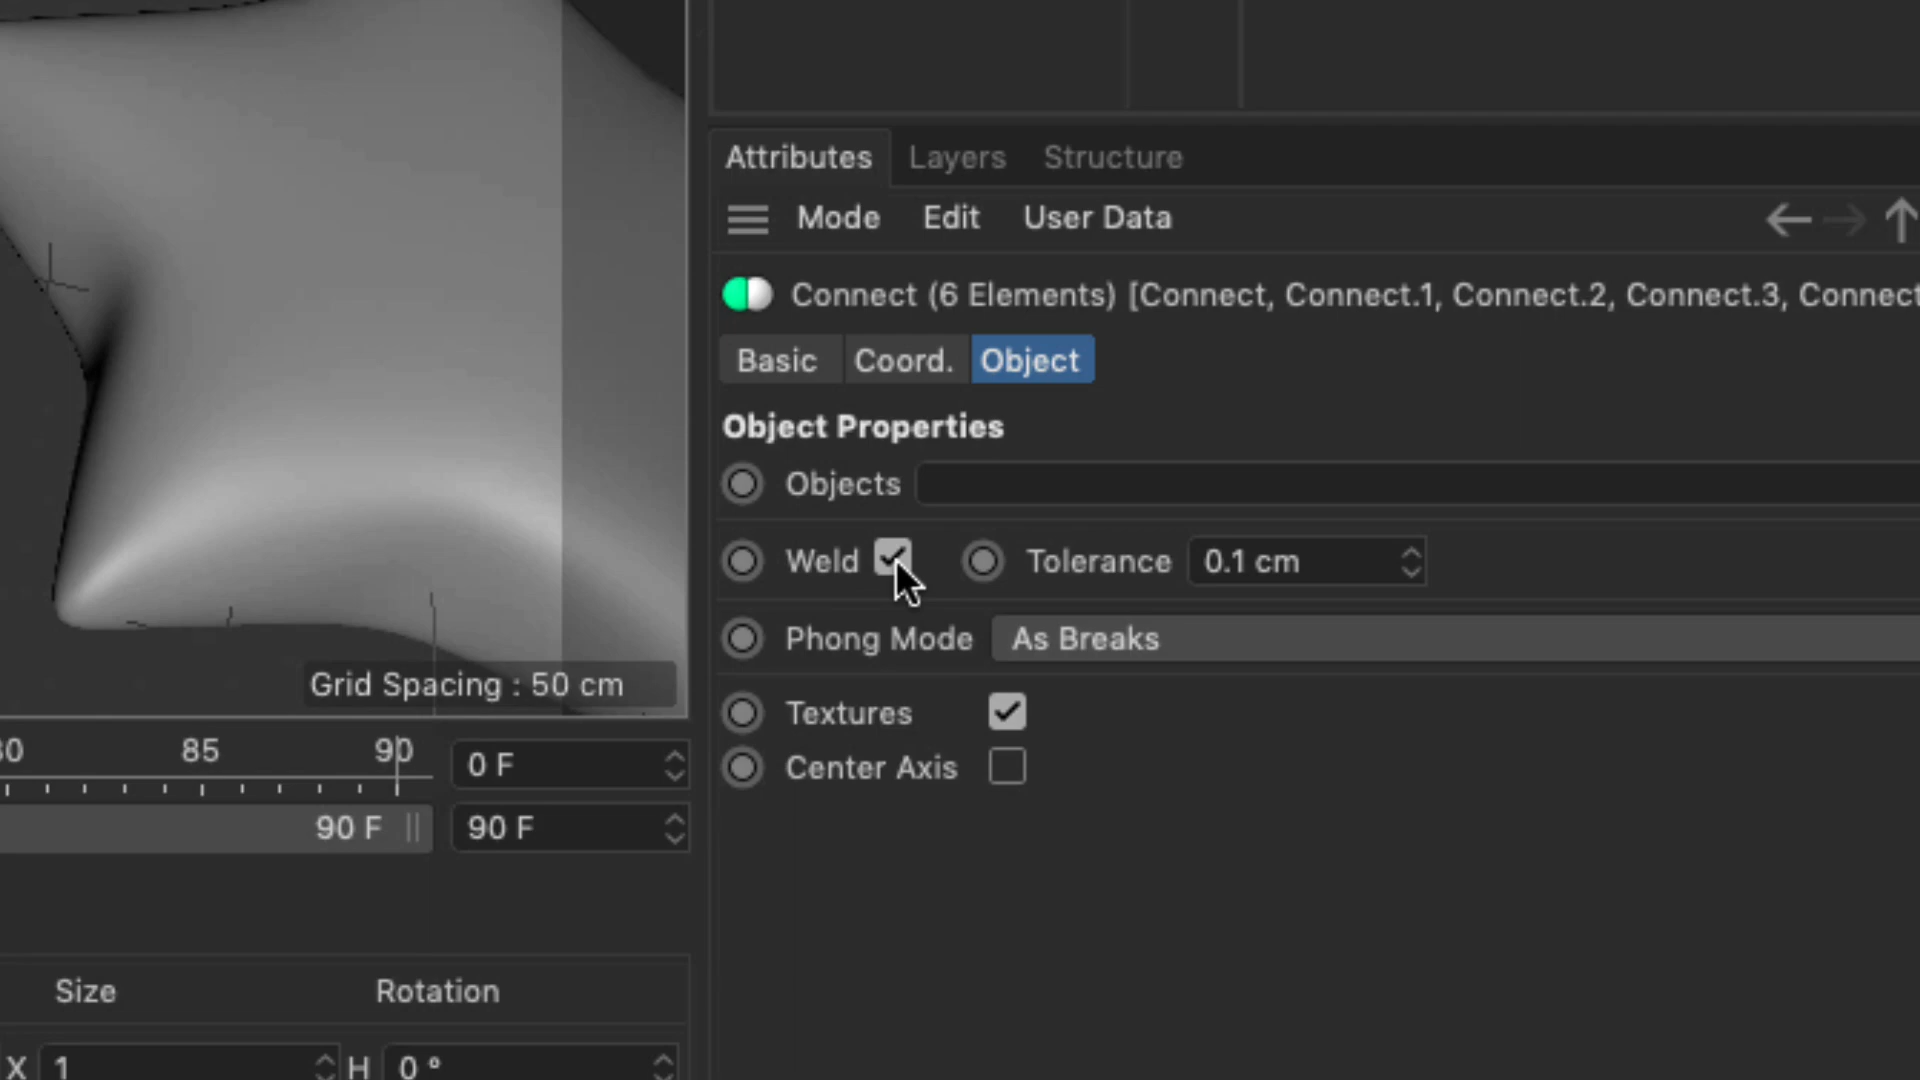 Attributes Layers Structure
Mode Edit User Data
Connect (6 Elements) [Connect, Connect.1, Connect.2, Connect.3, Connect
Basic Coord. Object
Object Properties
Objects
Weld Tolerance 0.1 cm
Phong Mode As Breaks
Textures
Center Axis
Grid Spacing : 50 cm
85 90 0 F
90 F 90 F
Size Rotation
X 1 H 0 °